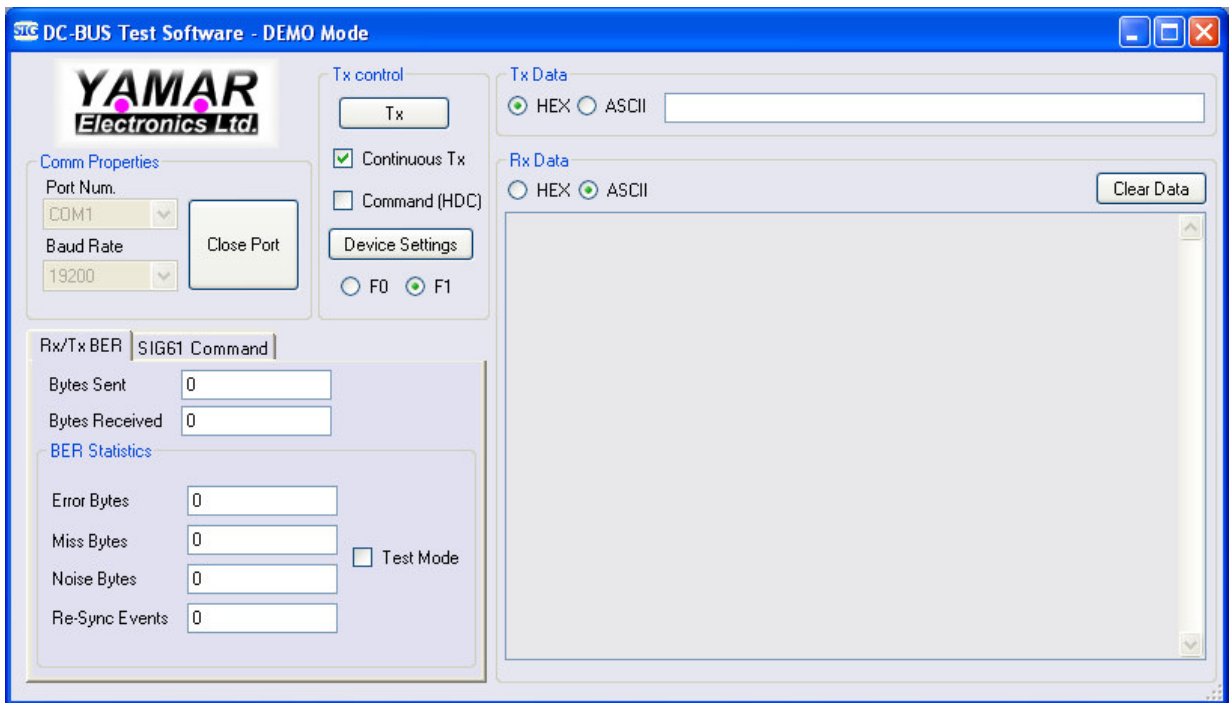 SIG DC-BUS Test Software - DEMO Mode
YAMAR
Electronics Ltd.
Comm Properties
Port Num.
COM1
Baud Rate
19200
Close Port
Tx control
Tx
Continuous Tx
Command (HDC)
Device Settings
F0 F1
Tx Data
HEX ASCII
Rx Data
HEX ASCII
Clear Data
Rx/Tx BER SIG61 Command
Bytes Sent 0
Bytes Received 0
BER Statistics
Error Bytes 0
Miss Bytes 0
Noise Bytes 0
Re-Sync Events 0
Test Mode